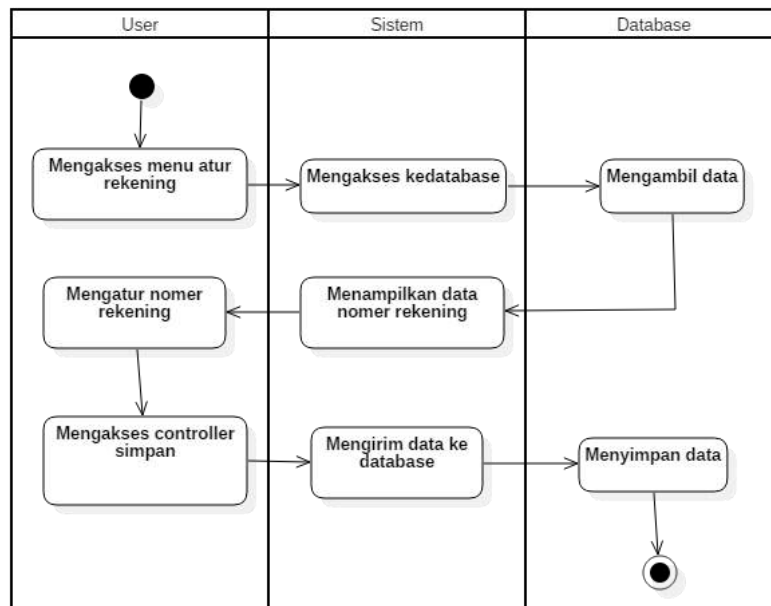 User
Sistem
Database
Mengakses menu atur
rekening
Mengakses kedatabase
Mengambil data
Mengatur nomer
rekening
Menampilkan data
nomer rekening
Mengakses controller
simpan
Mengirim data ke
database
Menyimpan data